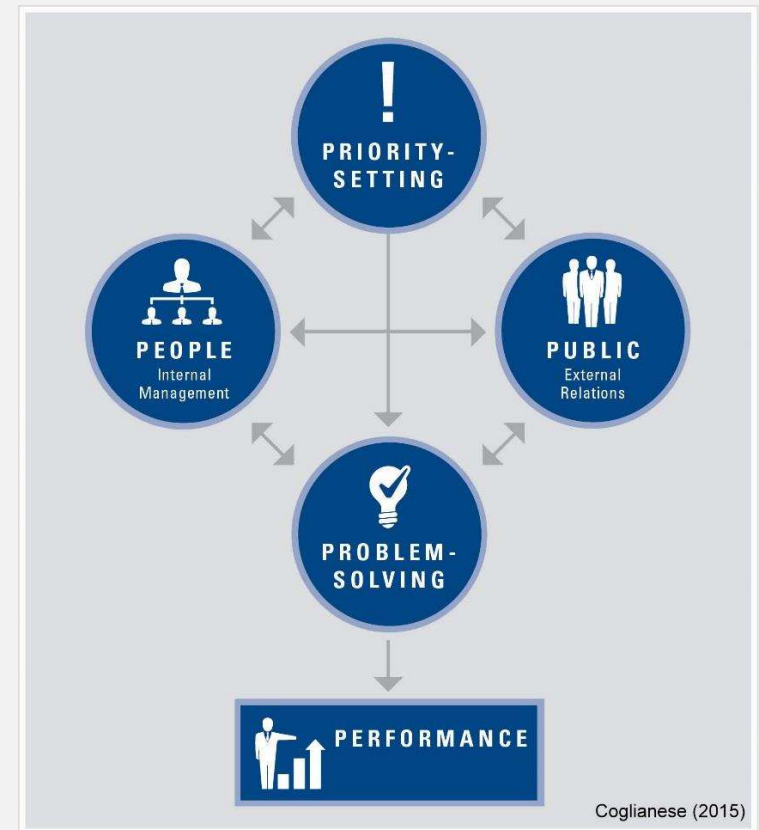 !
PRIORITY-
SETTING
PEOPLE
Internal
Management
PUBLIC
External
Relations
PROBLEM-
SOLVING
PERFORMANCE
Coglianese (2015)